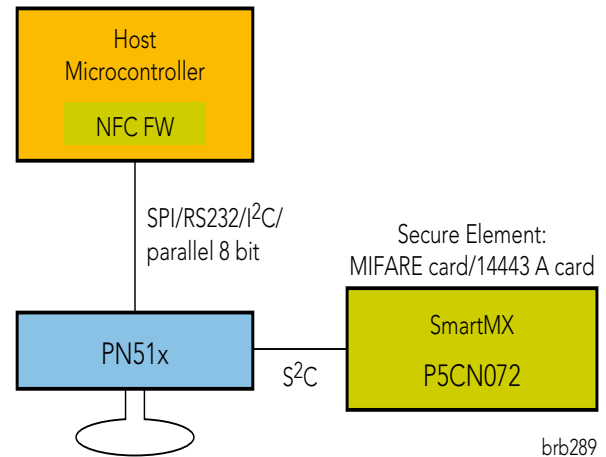 Host
Microcontroller
NFC FW
SPI/RS232/I²C/
parallel 8 bit
Secure Element:
MIFARE card/14443 A card
PN51x
S²C
SmartMX
P5CN072
brb289